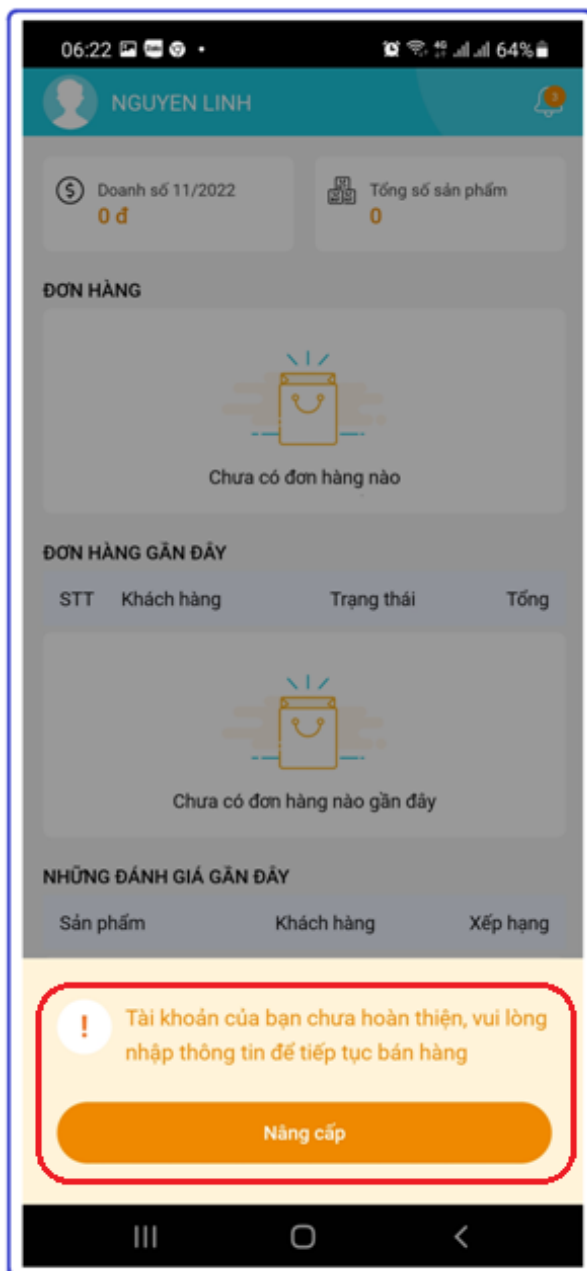 06:22 64%
NGUYEN LINH 3
Doanh số 11/2022
0 đ
Tổng số sản phẩm
0
ĐƠN HÀNG
Chưa có đơn hàng nào
ĐƠN HÀNG GẦN ĐÂY
STT Khách hàng Trạng thái Tổng
Chưa có đơn hàng nào gần đây
NHỮNG ĐÁNH GIÁ GẦN ĐÂY
Sản phẩm Khách hàng Xếp hạng
! Tài khoản của bạn chưa hoàn thiện, vui lòng
nhập thông tin để tiếp tục bán hàng
Nâng cấp